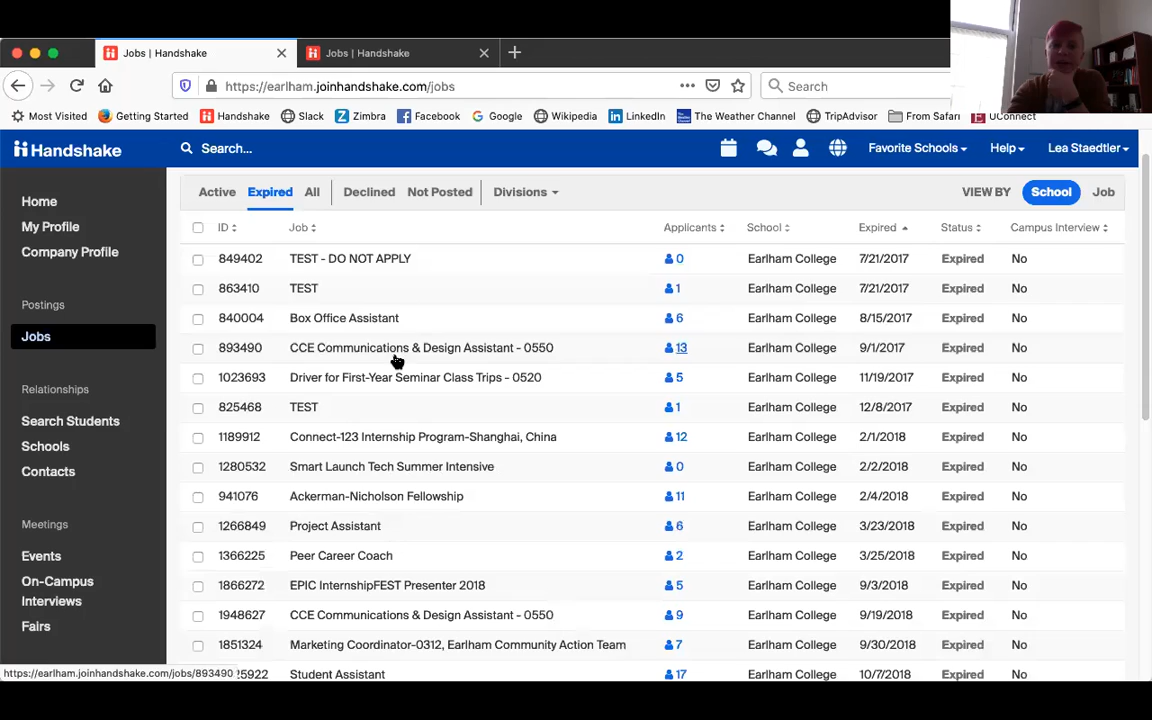 Jobs | Handshake
Jobs | Handshake
https://earlham.joinhandshake.com/jobs
Search
Most Visited
Getting Started
Handshake
Slack
Zimbra
Facebook
Google
Wikipedia
LinkedIn
The Weather Channel
TripAdvisor
From Safari
UConnect
Handshake
Search...
Favorite Schools
Help
Lea Staedtler
Home
My Profile
Company Profile
Postings
Jobs
Relationships
Search Students
Schools
Contacts
Meetings
Events
On-Campus
Interviews
Fairs
Active Expired All Declined Not Posted Divisions VIEW BY School Job
ID Job Applicants School Expired Status Campus Interview
849402 TEST - DO NOT APPLY 0 Earlham College 7/21/2017 Expired No
863410 TEST 1 Earlham College 7/21/2017 Expired No
840004 Box Office Assistant 6 Earlham College 8/15/2017 Expired No
893490 CCE Communications & Design Assistant - 0550 13 Earlham College 9/1/2017 Expired No
1023693 Driver for First-Year Seminar Class Trips - 0520 5 Earlham College 11/19/2017 Expired No
825468 TEST 1 Earlham College 12/8/2017 Expired No
1189912 Connect-123 Internship Program-Shanghai, China 12 Earlham College 2/1/2018 Expired No
1280532 Smart Launch Tech Summer Intensive 0 Earlham College 2/2/2018 Expired No
941076 Ackerman-Nicholson Fellowship 11 Earlham College 2/4/2018 Expired No
1266849 Project Assistant 6 Earlham College 3/23/2018 Expired No
1366225 Peer Career Coach 2 Earlham College 3/25/2018 Expired No
1866272 EPIC InternshipFEST Presenter 2018 5 Earlham College 9/3/2018 Expired No
1948627 CCE Communications & Design Assistant - 0550 9 Earlham College 9/19/2018 Expired No
1851324 Marketing Coordinator-0312, Earlham Community Action Team 7 Earlham College 9/30/2018 Expired No
5922 Student Assistant 17 Earlham College 10/7/2018 Expired No
https://earlham.joinhandshake.com/jobs/893490